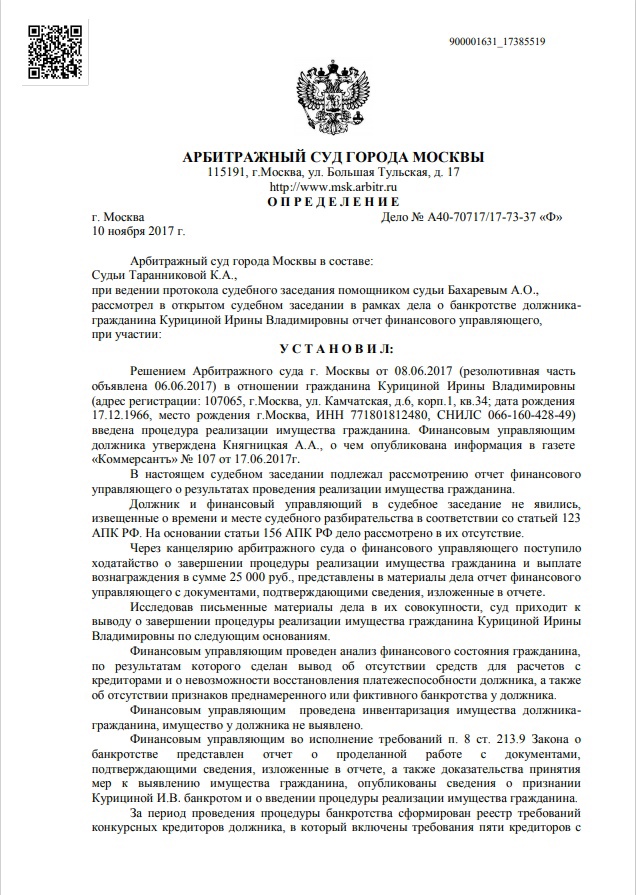 900001631_17385519
АРБИТРАЖНЫЙ СУД ГОРОДА МОСКВЫ
115191, г.Москва, ул. Большая Тульская, д. 17
http://www.msk.arbitr.ru
О П Р Е Д Е Л Е Н И Е
г. Москва Дело № А40-70717/17-73-37 «Ф»
10 ноября 2017 г.
Арбитражный суд города Москвы в составе:
Судьи Таранниковой К.А.,
при ведении протокола судебного заседания помощником судьи Бахаревым А.О.,
рассмотрел в открытом судебном заседании в рамках дела о банкротстве должника-
гражданина Курициной Ирины Владимировны отчет финансового управляющего,
при участии:
У С Т А Н О В И Л:
Решением Арбитражного суда г. Москвы от 08.06.2017 (резолютивная часть
объявлена 06.06.2017) в отношении гражданина Курициной Ирины Владимировны
(адрес регистрации: 107065, г.Москва, ул. Камчатская, д.6, корп.1, кв.34; дата рождения
17.12.1966, место рождения г.Москва, ИНН 771801812480, СНИЛС 066-160-428-49)
введена процедура реализации имущества гражданина. Финансовым управляющим
должника утверждена Княгницкая А.А., о чем опубликована информация в газете
«Коммерсантъ» № 107 от 17.06.2017г.
В настоящем судебном заседании подлежал рассмотрению отчет финансового
управляющего о результатах проведения реализации имущества гражданина.
Должник и финансовый управляющий в судебное заседание не явились,
извещенные о времени и месте судебного разбирательства в соответствии со статьей 123
АПК РФ. На основании статьи 156 АПК РФ дело рассмотрено в их отсутствие.
Через канцелярию арбитражного суда о финансового управляющего поступило
ходатайство о завершении процедуры реализации имущества гражданина и выплате
вознаграждения в сумме 25 000 руб., представлены в материалы дела отчет финансового
управляющего с документами, подтверждающими сведения, изложенные в отчете.
Исследовав письменные материалы дела в их совокупности, суд приходит к
выводу о завершении процедуры реализации имущества гражданина Курициной Ирины
Владимировны по следующим основаниям.
Финансовым управляющим проведен анализ финансового состояния гражданина,
по результатам которого сделан вывод об отсутствии средств для расчетов с
кредиторами и о невозможности восстановления платежеспособности должника, а также
об отсутствии признаков преднамеренного или фиктивного банкротства у должника.
Финансовым управляющим проведена инвентаризация имущества должника-
гражданина, имущество у должника не выявлено.
Финансовым управляющим во исполнение требований п. 8 ст. 213.9 Закона о
банкротстве представлен отчет о проделанной работе с документами,
подтверждающими сведения, изложенные в отчете, а также доказательства принятия
мер к выявлению имущества гражданина, опубликованы сведения о признании
Курициной И.В. банкротом и о введении процедуры реализации имущества гражданина.
За период проведения процедуры банкротства сформирован реестр требований
конкурсных кредиторов должника, в который включены требования пяти кредиторов с